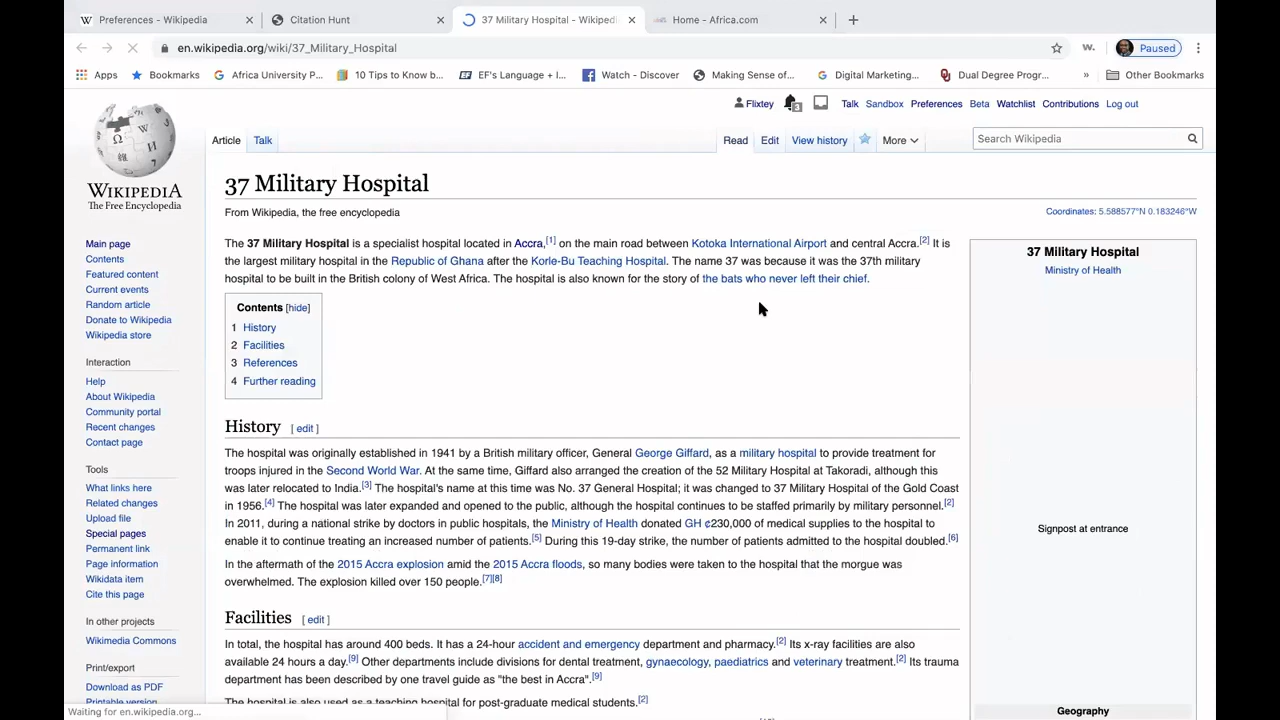 Preferences - Wikipedia
Citation Hunt
37 Military Hospital - Wikiped
Home - Africa.com
en.wikipedia.org/wiki/37_Military_Hospital
w.
Paused
Apps
Bookmarks
Africa University P...
10 Tips to Know b...
EF's Language + I...
Watch - Discover
Making Sense of...
Digital Marketing...
Dual Degree Progr...
»
Other Bookmarks
Flixtey
3
Talk
Sandbox
Preferences
Beta
Watchlist
Contributions
Log out
WIKIPEDIA
The Free Encyclopedia
Article
Talk
Read
Edit
View history
More
Search Wikipedia
37 Military Hospital
From Wikipedia, the free encyclopedia
Coordinates: 5.588577°N 0.183246°W
Main page
Contents
Featured content
Current events
Random article
Donate to Wikipedia
Wikipedia store
Interaction
Help
About Wikipedia
Community portal
Recent changes
Contact page
Tools
What links here
Related changes
Upload file
Special pages
Permanent link
Page information
Wikidata item
Cite this page
In other projects
Wikimedia Commons
Print/export
Download as PDF
Printable version
Waiting for en.wikipedia.org...
The 37 Military Hospital is a specialist hospital located in Accra,[1] on the main road between Kotoka International Airport and central Accra.[2] It is
the largest military hospital in the Republic of Ghana after the Korle-Bu Teaching Hospital. The name 37 was because it was the 37th military
hospital to be built in the British colony of West Africa. The hospital is also known for the story of the bats who never left their chief.
Contents [hide]
1 History
2 Facilities
3 References
4 Further reading
History [ edit ]
The hospital was originally established in 1941 by a British military officer, General George Giffard, as a military hospital to provide treatment for
troops injured in the Second World War. At the same time, Giffard also arranged the creation of the 52 Military Hospital at Takoradi, although this
was later relocated to India.[3] The hospital's name at this time was No. 37 General Hospital; it was changed to 37 Military Hospital of the Gold Coast
in 1956.[4] The hospital was later expanded and opened to the public, although the hospital continues to be staffed primarily by military personnel.[2]
In 2011, during a national strike by doctors in public hospitals, the Ministry of Health donated GH ¢230,000 of medical supplies to the hospital to
enable it to continue treating an increased number of patients.[5] During this 19-day strike, the number of patients admitted to the hospital doubled.[6]
In the aftermath of the 2015 Accra explosion amid the 2015 Accra floods, so many bodies were taken to the hospital that the morgue was
overwhelmed. The explosion killed over 150 people.[7][8]
Facilities [ edit ]
In total, the hospital has around 400 beds. It has a 24-hour accident and emergency department and pharmacy.[2] Its x-ray facilities are also
available 24 hours a day.[9] Other departments include divisions for dental treatment, gynaecology, paediatrics and veterinary treatment.[2] Its trauma
department has been described by one travel guide as "the best in Accra".[9]
The hospital is also used as a teaching hospital for post-graduate medical students.[2]
37 Military Hospital
Ministry of Health
Signpost at entrance
Geography